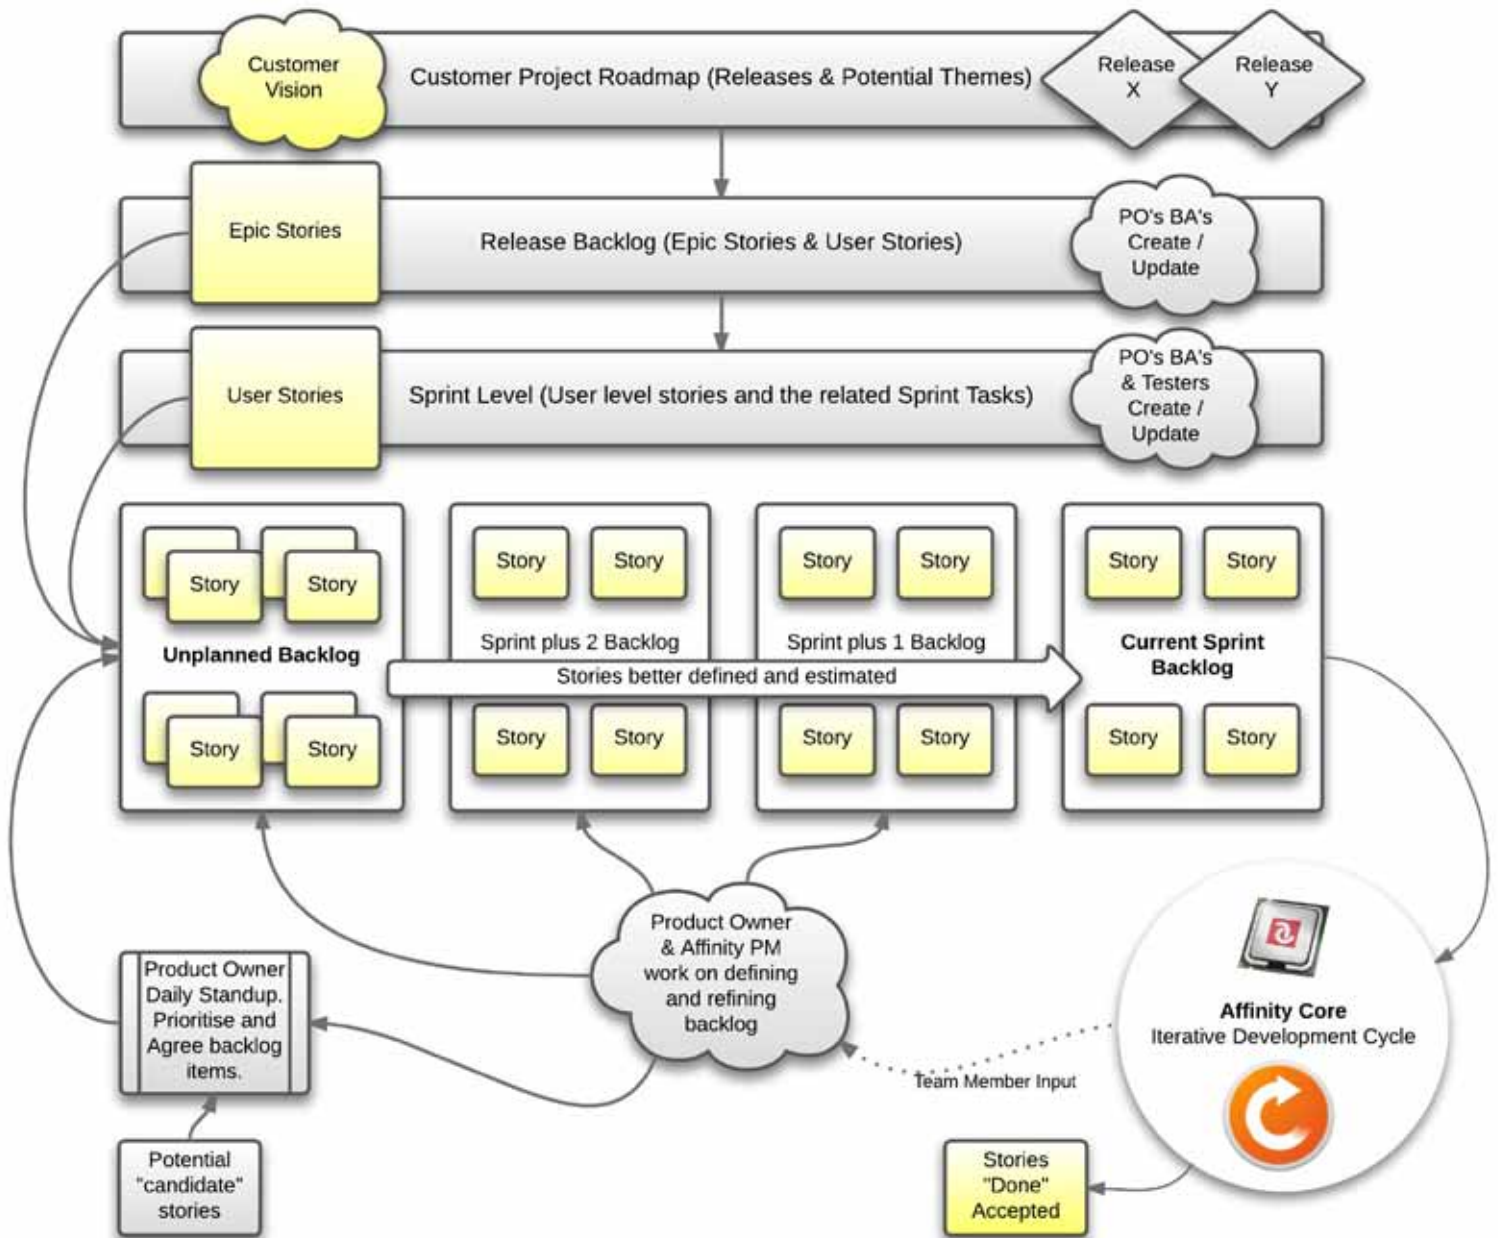 Customer
Vision
Customer Project Roadmap (Releases & Potential Themes)
Release
X
Release
Y
Epic Stories
Release Backlog (Epic Stories & User Stories)
PO's BA's
Create /
Update
User Stories
Sprint Level (User level stories and the related Sprint Tasks)
PO's BA's
& Testers
Create /
Update
Story
Story
Unplanned Backlog
Story
Story
Story
Story
Sprint plus 2 Backlog
Story
Story
Story
Story
Sprint plus 1 Backlog
Story
Story
Stories better defined and estimated
Story
Story
Current Sprint
Backlog
Story
Story
Product Owner
& Affinity PM
work on defining
and refining
backlog
Product Owner
Daily Standup.
Prioritise and
Agree backlog
items.
Potential
"candidate"
stories
Affinity Core
Iterative Development Cycle
Team Member Input
Stories
"Done"
Accepted